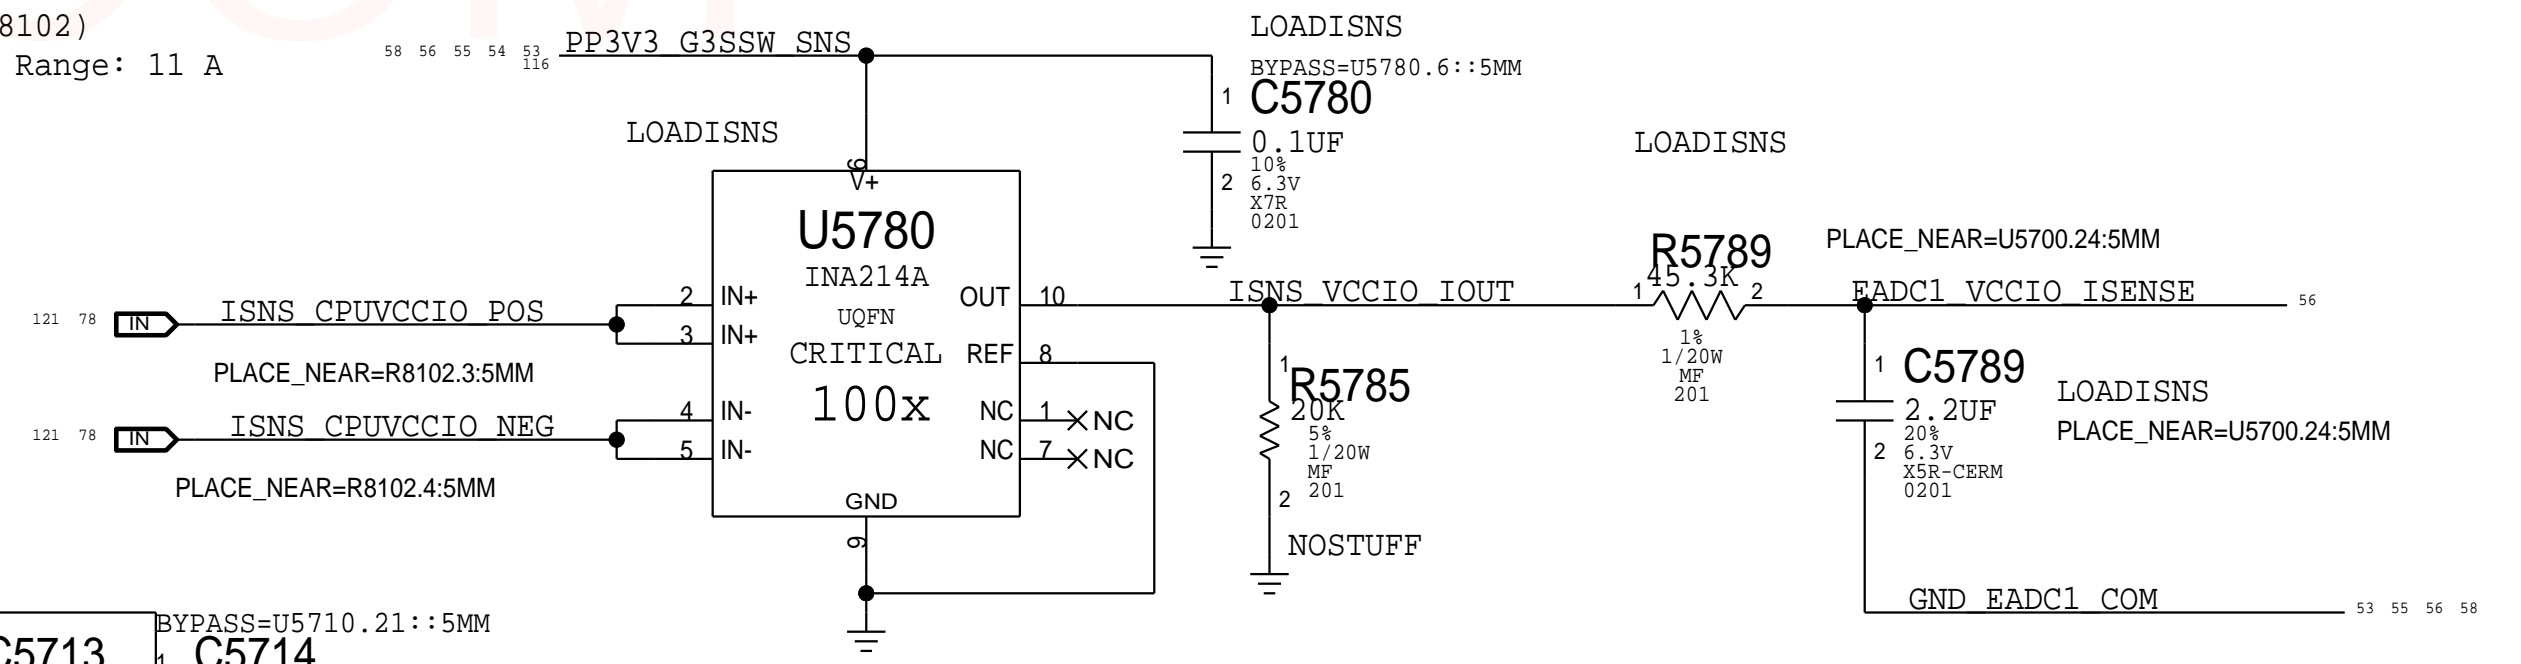 8102)
Range: 11 A
58 56 55 54 53
116
PP3V3_G3SSW_SNS
LOADISNS
BYPASS=U5780.6::5MM
1
C5780
0.1UF
10%
2
6.3V
X7R
0201
LOADISNS
LOADISNS
6
V+
U5780
INA214A
UQFN
CRITICAL
100x
2 IN+
3 IN+
4 IN-
5 IN-
OUT 10
REF 8
NC 1 NC
NC 7 NC
GND
9
121 78 IN ISNS_CPUVCCIO_POS
PLACE_NEAR=R8102.3:5MM
121 78 IN ISNS_CPUVCCIO_NEG
PLACE_NEAR=R8102.4:5MM
ISNS_VCCIO_IOUT
1
R5785
20K
5%
1/20W
MF
201
2
NOSTUFF
R5789
45.3K
1 2
1%
1/20W
MF
201
PLACE_NEAR=U5700.24:5MM
EADC1_VCCIO_ISENSE
56
1
C5789
2.2UF
20%
2
6.3V
X5R-CERM
0201
LOADISNS
PLACE_NEAR=U5700.24:5MM
GND_EADC1_COM
53 55 56 58
BYPASS=U5710.21::5MM
C5713
1
C5714